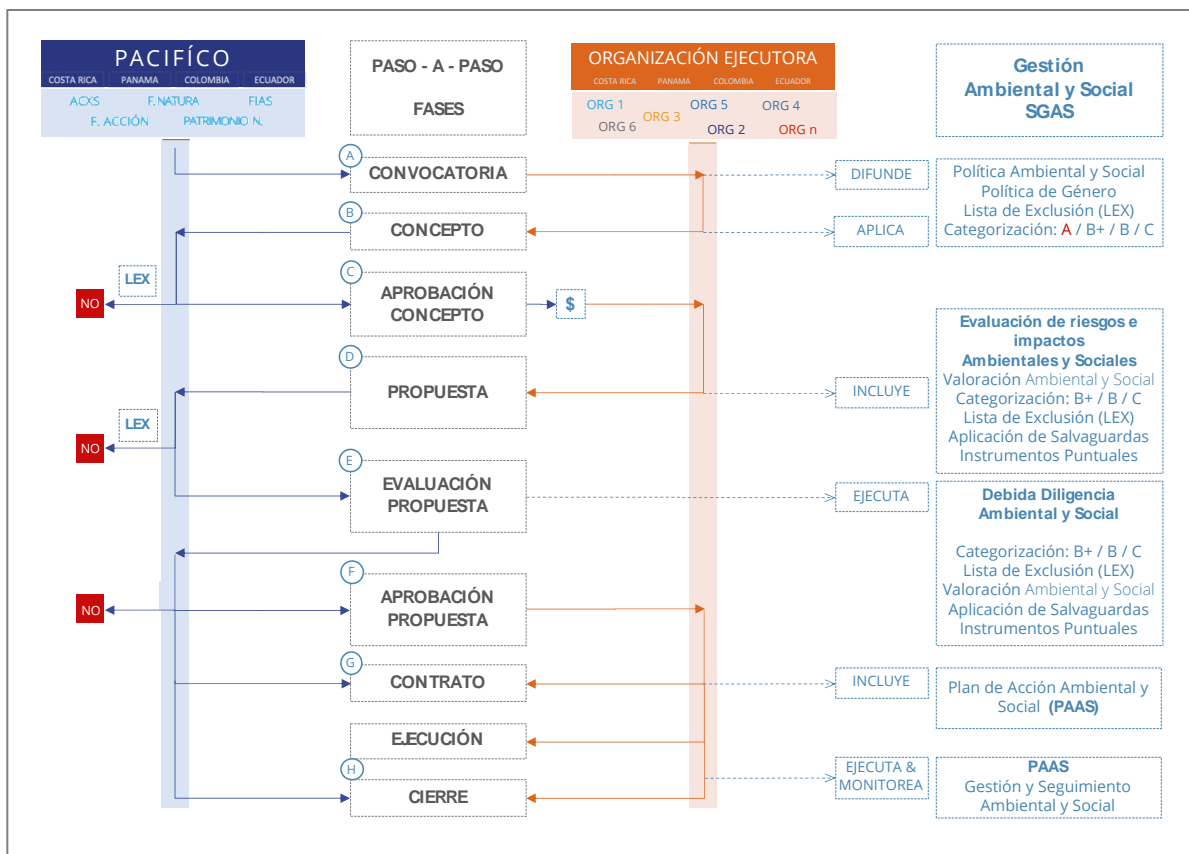 PACIFÍCO
COSTA RICA PANAMA COLOMBIA ECUADOR
ACXS F.NATURA FIAS
F. ACCIÓN PATRIMONIO N.
PASO - A - PASO
FASES
ORGANIZACIÓN EJECUTORA
COSTA RICA PANAMA COLOMBIA ECUADOR
ORG 1 ORG 5 ORG 4
ORG 6 ORG 3 ORG 2 ORG n
Gestión
Ambiental y Social
SGAS
A
CONVOCATORIA
DIFUNDE
Política Ambiental y Social
Política de Género
Lista de Exclusión (LEX)
Categorización: A / B+ / B / C
B
CONCEPTO
APLICA
LEX
NO
C
APROBACIÓN
CONCEPTO
$
D
PROPUESTA
INCLUYE
Evaluación de riesgos e
impactos
Ambientales y Sociales
Valoración Ambiental y Social
Categorización: B+ / B / C
Lista de Exclusión (LEX)
Aplicación de Salvaguardas
Instrumentos Puntuales
LEX
NO
E
EVALUACIÓN
PROPUESTA
EJECUTA
Debida Diligencia
Ambiental y Social
Categorización: B+ / B / C
Lista de Exclusión (LEX)
Valoración Ambiental y Social
Aplicación de Salvaguardas
Instrumentos Puntuales
NO
F
APROBACIÓN
PROPUESTA
G
CONTRATO
INCLUYE
Plan de Acción Ambiental y
Social (PAAS)
EJECUCIÓN
H
CIERRE
EJECUTA &
MONITOREA
PAAS
Gestión y Seguimiento
Ambiental y Social